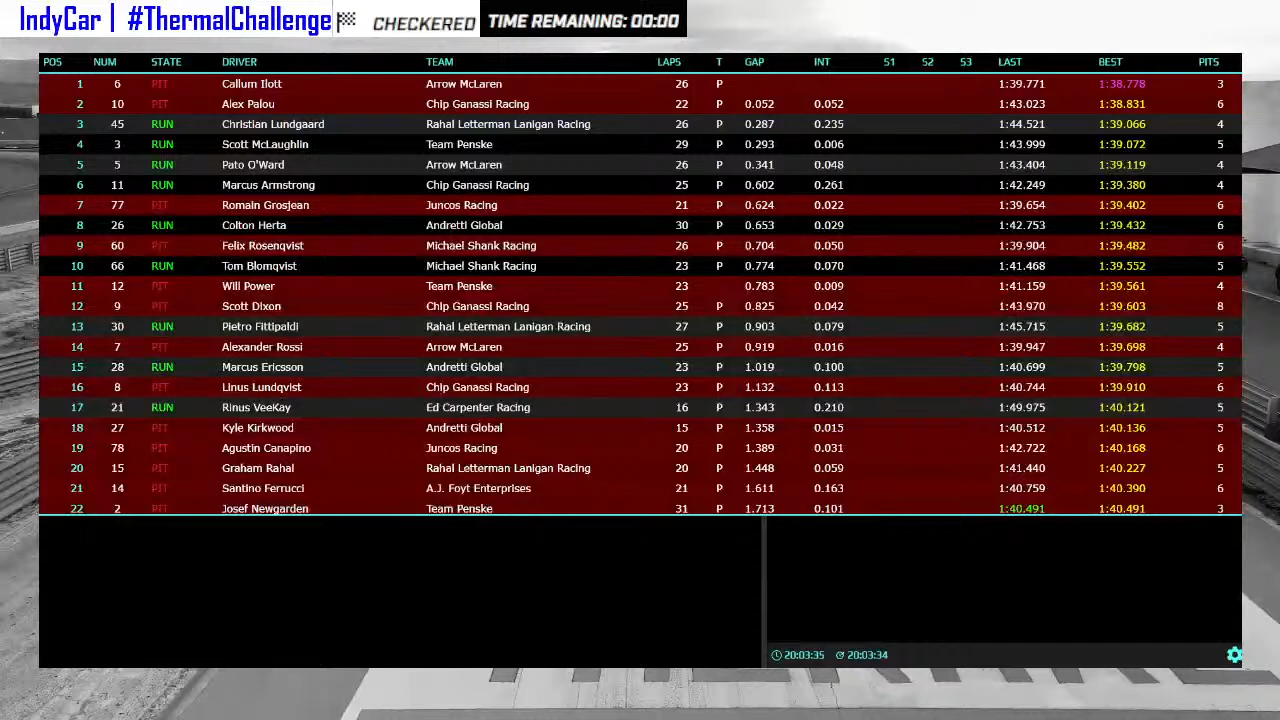 IndyCar | #ThermalChallenge CHECKERED TIME REMAINING: 00:00
POS NUM STATE DRIVER TEAM LAPS T GAP INT S1 S2 S3 LAST BEST PITS
1 6 PIT Callum Ilott Arrow McLaren 26 P 1:39.771 1:38.778 3
2 10 PIT Alex Palou Chip Ganassi Racing 22 P 0.052 0.052 1:43.023 1:38.831 6
3 45 RUN Christian Lundgaard Rahal Letterman Lanigan Racing 26 P 0.287 0.235 1:44.521 1:39.066 4
4 3 RUN Scott McLaughlin Team Penske 29 P 0.293 0.006 1:43.999 1:39.072 5
5 5 RUN Pato O'Ward Arrow McLaren 26 P 0.341 0.048 1:43.404 1:39.119 4
6 11 RUN Marcus Armstrong Chip Ganassi Racing 25 P 0.602 0.261 1:42.249 1:39.380 4
7 77 PIT Romain Grosjean Juncos Racing 21 P 0.624 0.022 1:39.654 1:39.402 6
8 26 RUN Colton Herta Andretti Global 30 P 0.653 0.029 1:42.753 1:39.432 6
9 60 PIT Felix Rosenqvist Michael Shank Racing 26 P 0.704 0.050 1:39.904 1:39.482 6
10 66 RUN Tom Blomqvist Michael Shank Racing 23 P 0.774 0.070 1:41.468 1:39.552 5
11 12 PIT Will Power Team Penske 23 P 0.783 0.009 1:41.159 1:39.561 4
12 9 PIT Scott Dixon Chip Ganassi Racing 25 P 0.825 0.042 1:43.970 1:39.603 8
13 30 RUN Pietro Fittipaldi Rahal Letterman Lanigan Racing 27 P 0.903 0.079 1:45.715 1:39.682 5
14 7 PIT Alexander Rossi Arrow McLaren 25 P 0.919 0.016 1:39.947 1:39.698 4
15 28 RUN Marcus Ericsson Andretti Global 23 P 1.019 0.100 1:40.699 1:39.798 5
16 8 PIT Linus Lundqvist Chip Ganassi Racing 23 P 1.132 0.113 1:40.744 1:39.910 6
17 21 RUN Rinus VeeKay Ed Carpenter Racing 16 P 1.343 0.210 1:49.975 1:40.121 5
18 27 PIT Kyle Kirkwood Andretti Global 15 P 1.358 0.015 1:40.512 1:40.136 5
19 78 PIT Agustin Canapino Juncos Racing 20 P 1.389 0.031 1:42.722 1:40.168 6
20 15 PIT Graham Rahal Rahal Letterman Lanigan Racing 20 P 1.448 0.059 1:41.440 1:40.227 5
21 14 PIT Santino Ferrucci A.J. Foyt Enterprises 21 P 1.611 0.163 1:40.759 1:40.390 6
22 2 PIT Josef Newgarden Team Penske 31 P 1.713 0.101 1:40.491 1:40.491 3
20:03:35 20:03:34